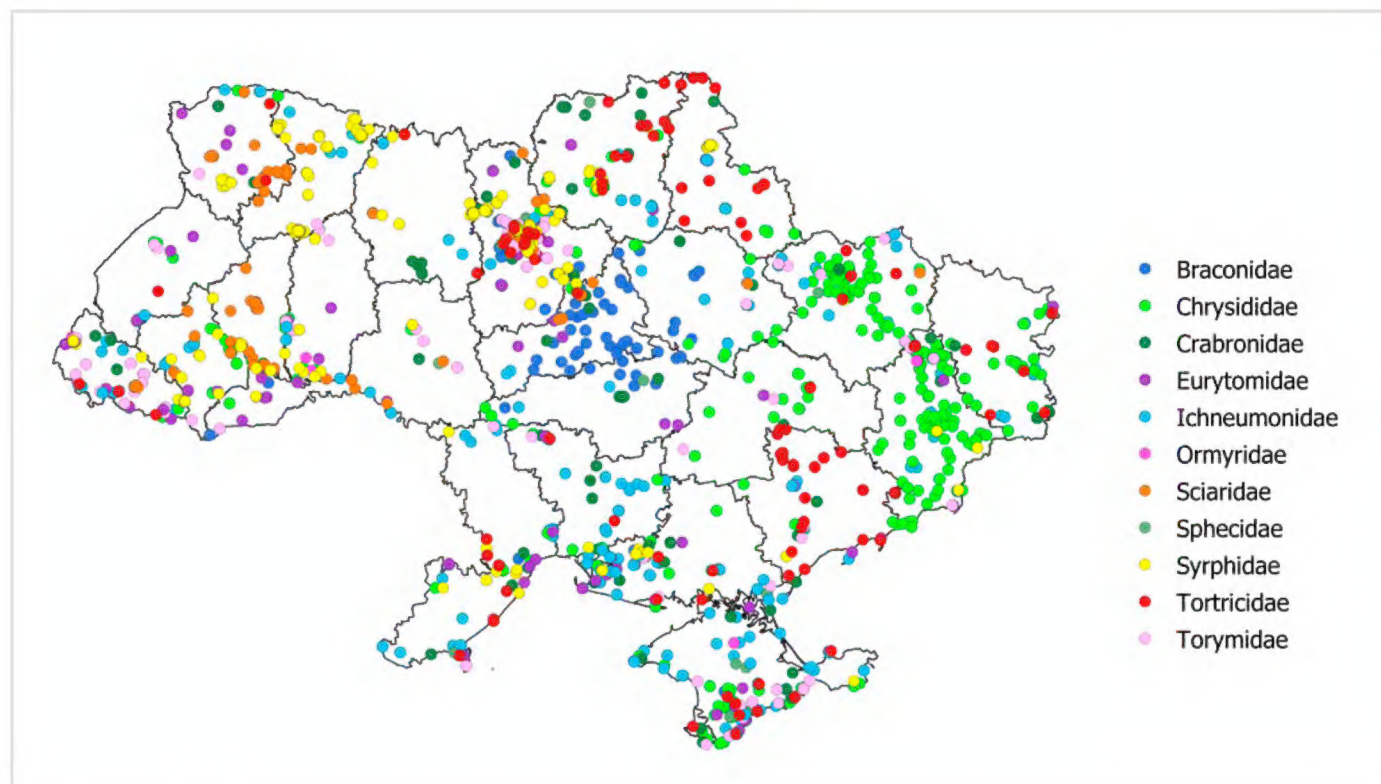 Braconidae
Chrysididae
Crabronidae
Eurytomidae
Ichneumonidae
Ormyridae
Sciaridae
Sphecidae
Syrphidae
Tortricidae
Torymidae